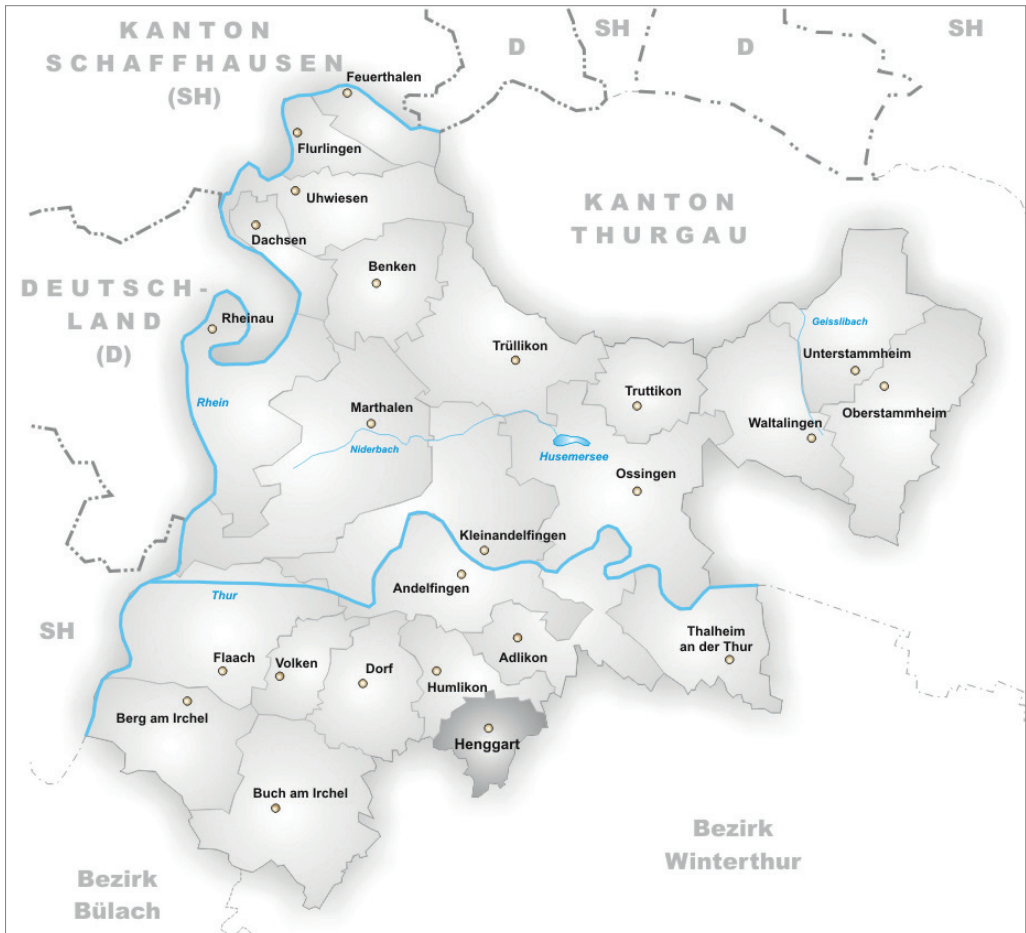 KANTON
SCHAFFHAUSEN
(SH)
D
SH
D
SH
Feuerthalen
Flurlingen
Uhwiesen
Dachsen
KANTON
THURGAU
Benken
DEUTSCH-
LAND
(D)
Rheinau
Geisslibach
Trüllikon
Unterstammheim
Truttikon
Oberstammheim
Rhein
Marthalen
Waltalingen
Niderbach
Husemersee
Ossingen
Kleinandelfingen
Andelfingen
Thur
SH
Thalheim
an der Thur
Flaach
Volken
Dorf
Adlikon
Humlikon
Berg am Irchel
Henggart
Buch am Irchel
Bezirk
Winterthur
Bezirk
Bülach